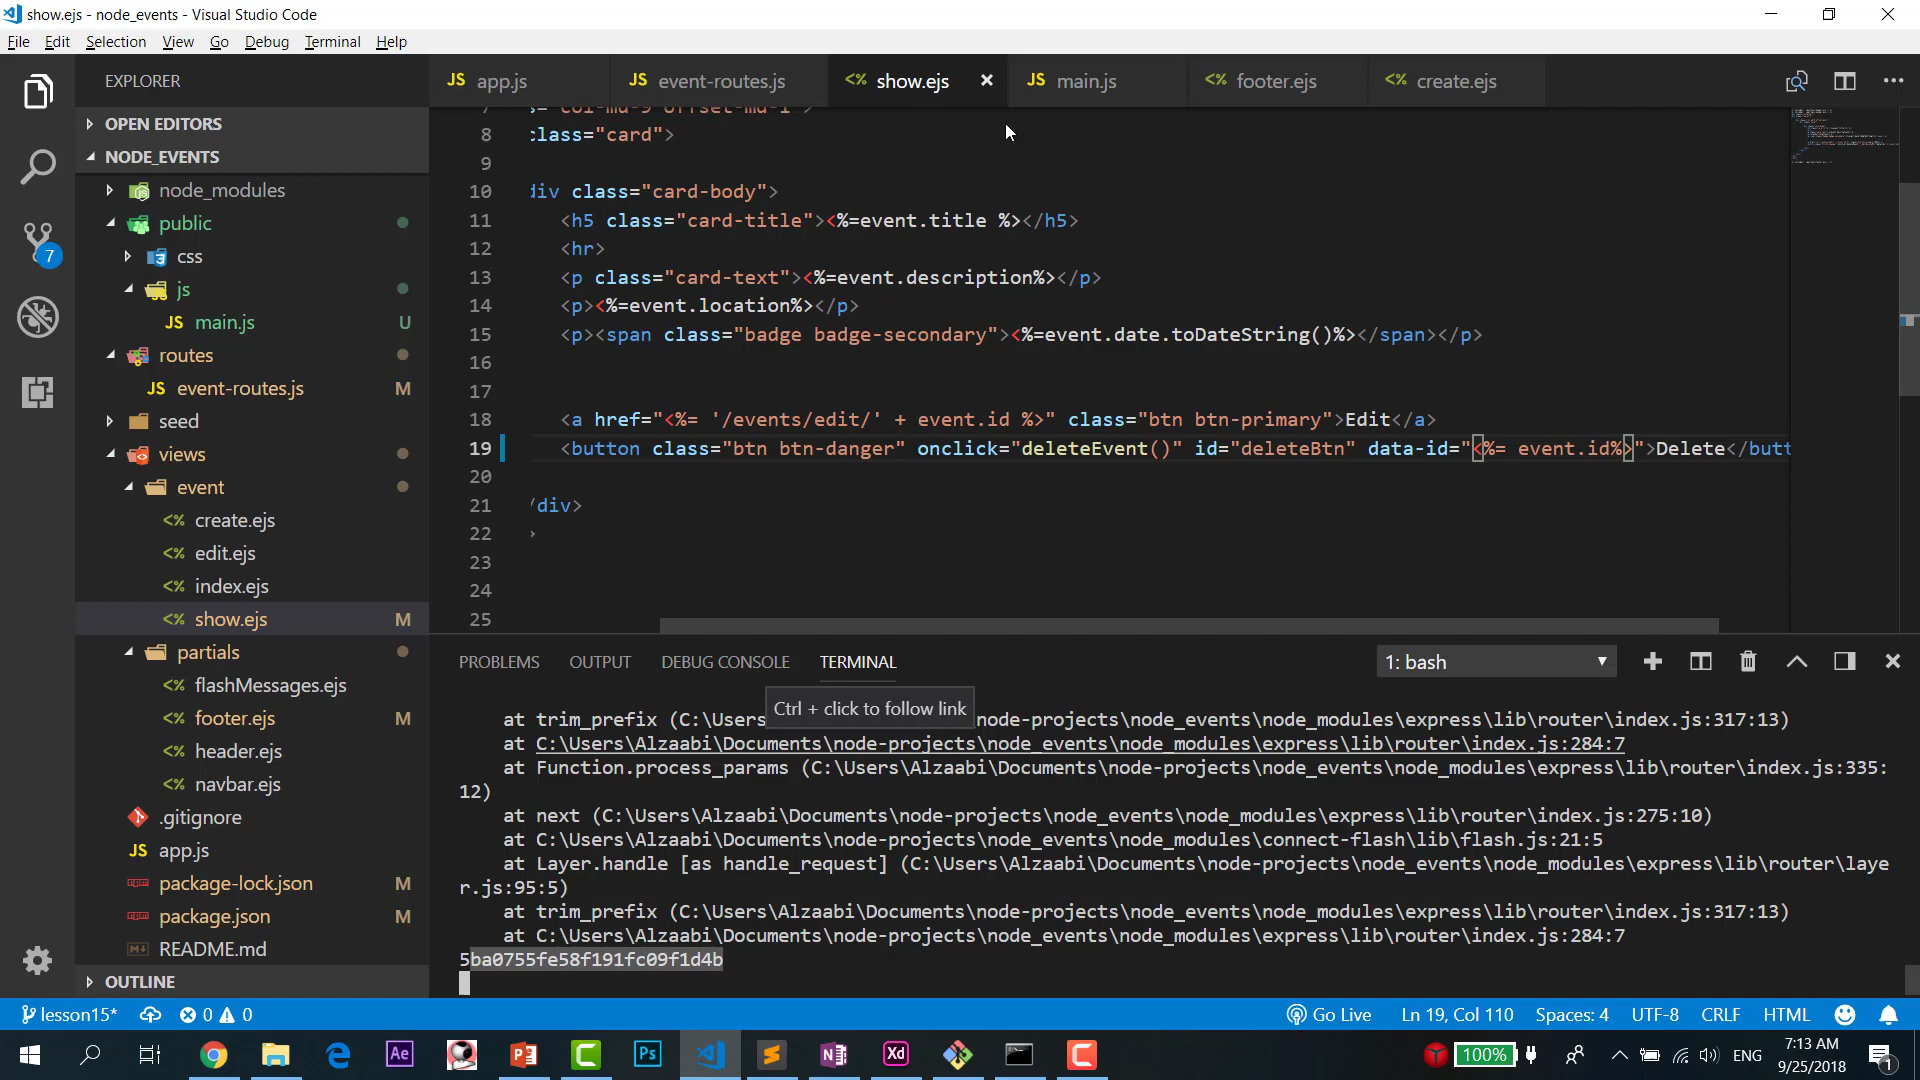 show.ejs - node_events - Visual Studio Code
File Edit Selection View Go Debug Terminal Help
EXPLORER
OPEN EDITORS
NODE_EVENTS
node_modules
public
css
js
JS main.js U
routes
JS event-routes.js M
seed
views
event
<% create.ejs
<% edit.ejs
<% index.ejs
<% show.ejs M
partials
<% flashMessages.ejs
<% footer.ejs M
<% header.ejs
<% navbar.ejs
.gitignore
JS app.js
package-lock.json M
package.json M
README.md
OUTLINE
7
JS app.js JS event-routes.js <% show.ejs × JS main.js <% footer.ejs <% create.ejs
7 ="col-md-9 offset-md-1">
8 class="card">
9
10 div class="card-body">
11 <h5 class="card-title"><%=event.title %></h5>
12 <hr>
13 <p class="card-text"><%=event.description%></p>
14 <p><%=event.location%></p>
15 <p><span class="badge badge-secondary"><%=event.date.toDateString()%></span></p>
16
17
18 <a href="<%= '/events/edit/' + event.id %>" class="btn btn-primary">Edit</a>
19 <button class="btn btn-danger" onclick="deleteEvent()" id="deleteBtn" data-id="<%= event.id%>">Delete</butt
20
21 /div>
22 >
23
24
25
PROBLEMS OUTPUT DEBUG CONSOLE TERMINAL 1: bash
Ctrl + click to follow link
at trim_prefix (C:\Users node-projects\node_events\node_modules\express\lib\router\index.js:317:13)
at C:\Users\Alzaabi\Documents\node-projects\node_events\node_modules\express\lib\router\index.js:284:7
at Function.process_params (C:\Users\Alzaabi\Documents\node-projects\node_events\node_modules\express\lib\router\index.js:335:
12)
at next (C:\Users\Alzaabi\Documents\node-projects\node_events\node_modules\express\lib\router\index.js:275:10)
at C:\Users\Alzaabi\Documents\node-projects\node_events\node_modules\connect-flash\lib\flash.js:21:5
at Layer.handle [as handle_request] (C:\Users\Alzaabi\Documents\node-projects\node_events\node_modules\express\lib\router\laye
r.js:95:5)
at trim_prefix (C:\Users\Alzaabi\Documents\node-projects\node_events\node_modules\express\lib\router\index.js:317:13)
at C:\Users\Alzaabi\Documents\node-projects\node_events\node_modules\express\lib\router\index.js:284:7
5ba0755fe58f191fc09f1d4b
lesson15* 0 0 Go Live Ln 19, Col 110 Spaces: 4 UTF-8 CRLF HTML
Ae Ps Xd 100% ENG 7:13 AM
9/25/2018 1